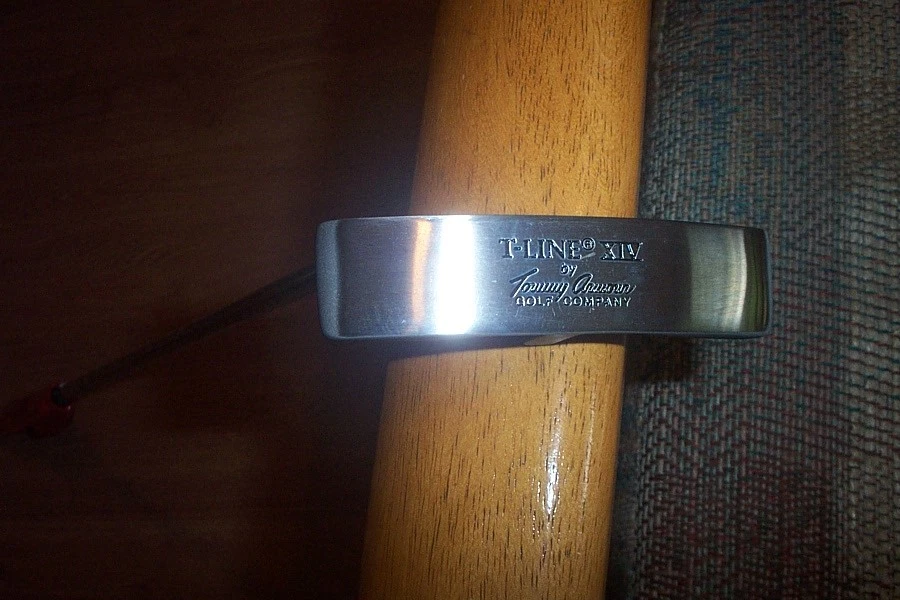 T-LINE® XIV
by
Tommy Armour
GOLF COMPANY